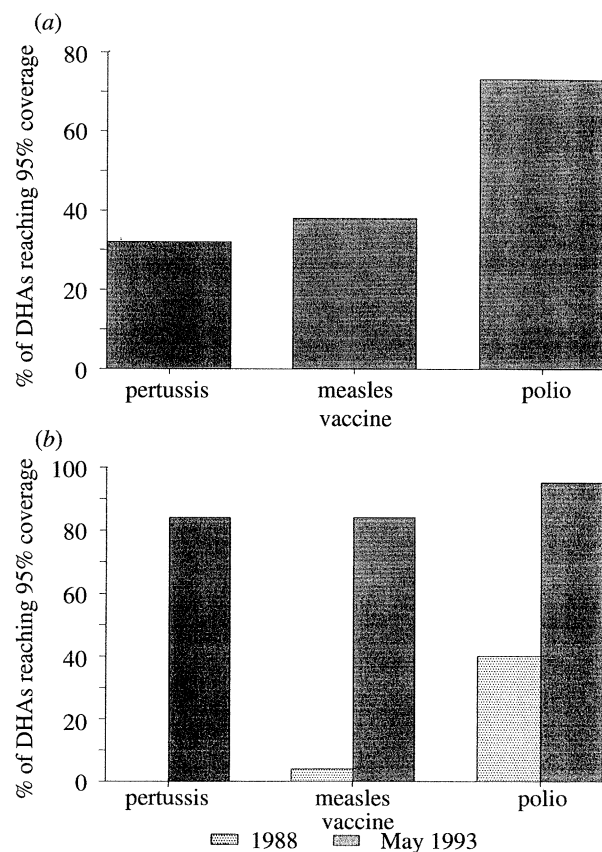 (a)
% of DHAs reaching 95% coverage
80
60
40
20
0
pertussis measles polio
vaccine
(b)
% of DHAs reaching 95% coverage
100
80
60
40
20
0
pertussis measles polio
vaccine
1988 May 1993